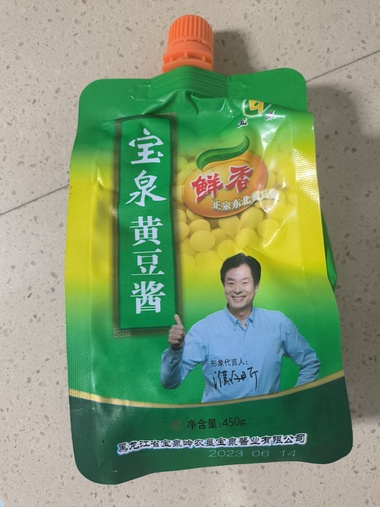 宝泉
黄豆酱
鲜香
正宗东北
形象代言人:
净含量: 450g
黑龙江省宝泉岭农垦宝泉酱业有限公司
2023 06 14